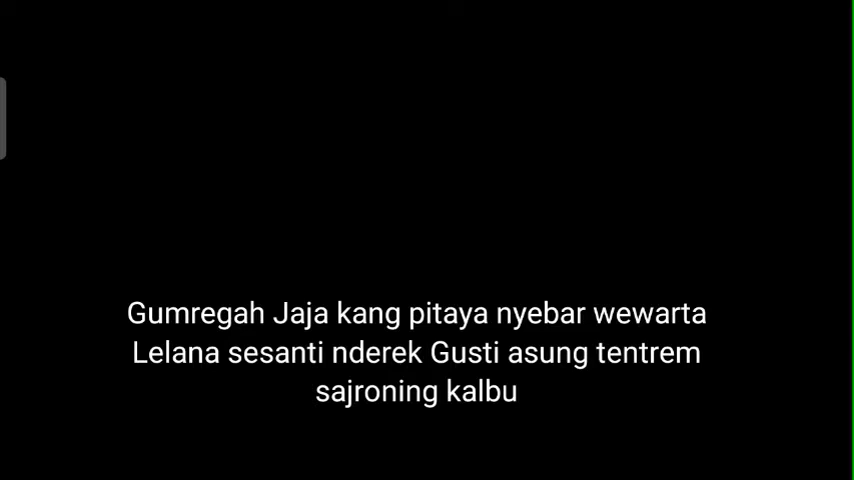 Gumregah Jaja kang pitaya nyebar wewarta
Lelana sesanti nderek Gusti asung tentrem
sajroning kalbu